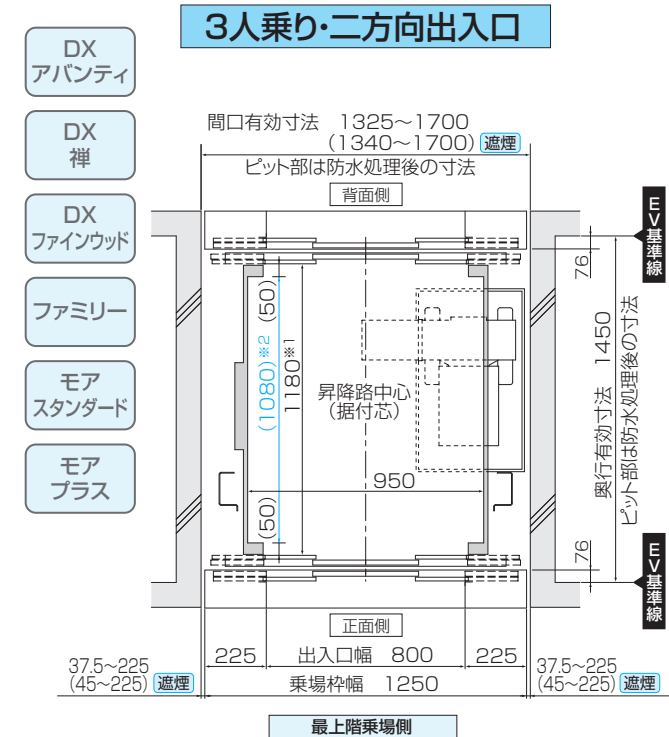 3人乗り・二方向出入口
DX
アバンティ
DX
禅
DX
ファインウッド
ファミリー
モア
スタンダード
モア
プラス
間口有効寸法 1325～1700
(1340～1700) 遮煙
ピット部は防水処理後の寸法
背面側
EV基準線
76
(50)
(1080)※2
1180※1
(50)
昇降路中心
(据付芯)
950
奥行有効寸法 1450
ピット部は防水処理後の寸法
76
EV基準線
正面側
225
出入口幅 800
225
37.5～225
(45～225) 遮煙
乗場枠幅 1250
37.5～225
(45～225) 遮煙
最上階乗場側